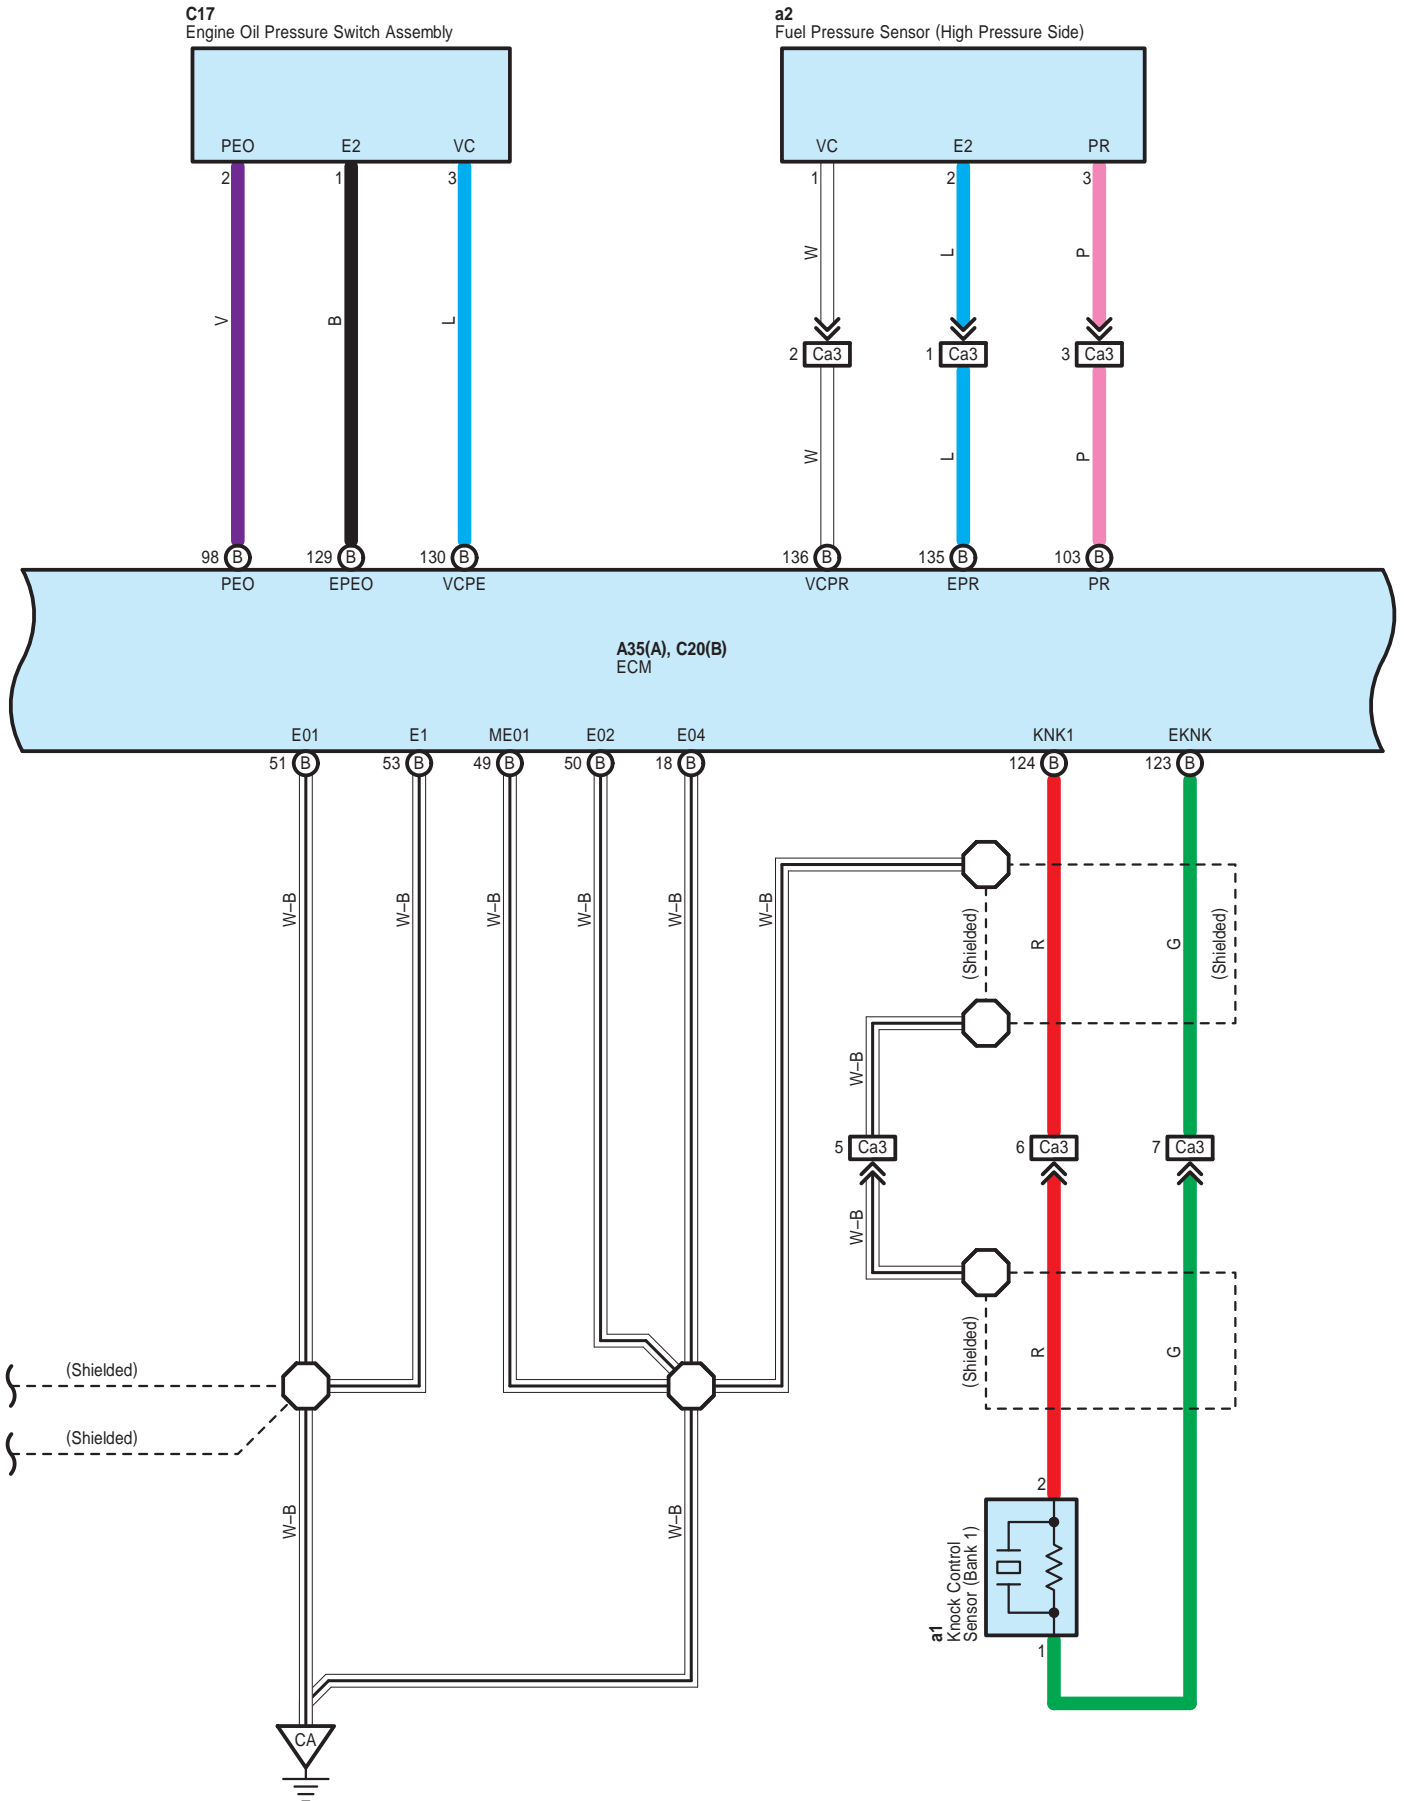 C17
Engine Oil Pressure Switch Assembly
a2
Fuel Pressure Sensor (High Pressure Side)
PEO E2 VC
VC E2 PR
2 1 3
1 2 3
W L P
V B L
2 Ca3 1 Ca3 3 Ca3
W L P
98 B 129 B 130 B 136 B 135 B 103 B
PEO EPEO VCPE VCPR EPR PR
A35(A), C20(B)
ECM
E01 E1 ME01 E02 E04 KNK1 EKNK
51 B 53 B 49 B 50 B 18 B 124 B 123 B
W–B W–B W–B W–B W–B W–B
(Shielded) R G (Shielded)
W–B
5 Ca3 6 Ca3 7 Ca3
W–B
(Shielded) R G
(Shielded)
(Shielded)
W–B W–B
2
a1
Knock Control
Sensor (Bank 1)
1
CA